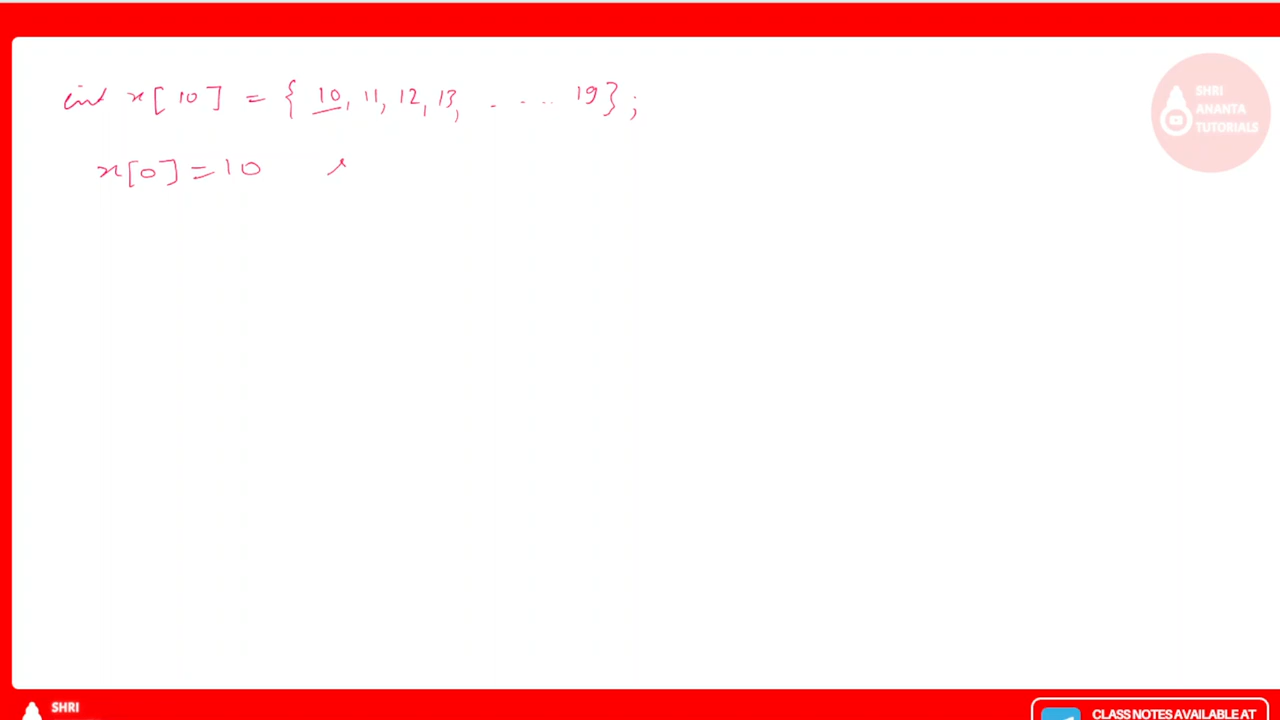 int x[10] = { 10, 11, 12, 13, . . . . . 19 } ;
x[0] = 10
SHRI
ANANTA
TUTORIALS
SHRI
CLASS NOTES AVAILABLE AT